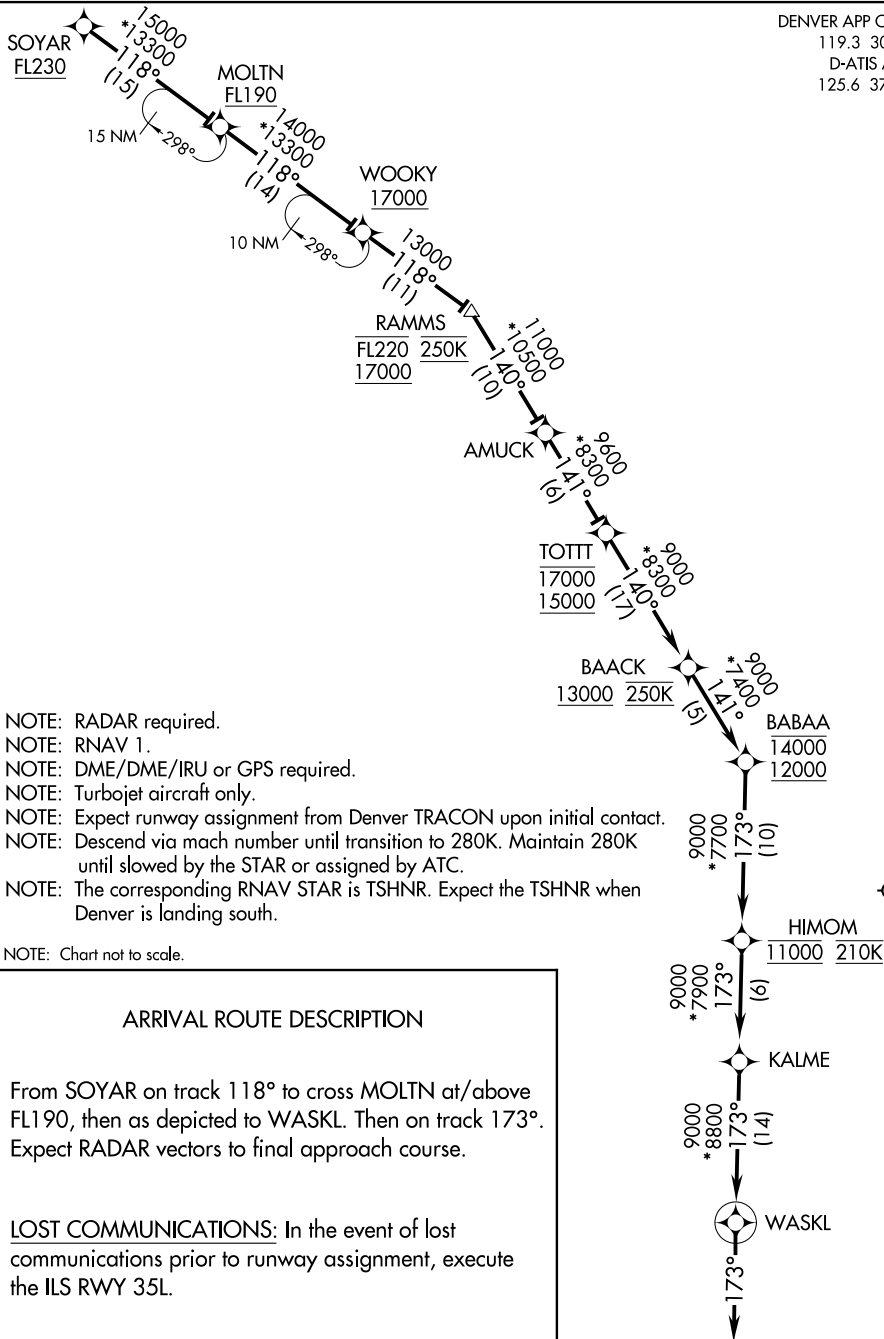 DENVER APP C
119.3 30
D-ATIS A
125.6 37
SOYAR
FL230
15000
*13300
118°
(15)
MOLTN
FL190
15 NM
298°
14000
*13300
118°
(14)
WOOKY
17000
10 NM
298°
13000
118°
(11)
RAMMS
FL220 250K
17000
11000
*10500
140°
(10)
AMUCK
9600
*8300
141°
(6)
TOTTT
17000
15000
9000
*8300
140°
(17)
BAACK
13000 250K
9000
*7400
141°
(5)
BABAA
14000
12000
9000
*7700
173°
(10)
HIMOM
11000 210K
9000
*7900
173°
(6)
KALME
9000
*8800
173°
(14)
WASKL
173°
NOTE: RADAR required.
NOTE: RNAV 1.
NOTE: DME/DME/IRU or GPS required.
NOTE: Turbojet aircraft only.
NOTE: Expect runway assignment from Denver TRACON upon initial contact.
NOTE: Descend via mach number until transition to 280K. Maintain 280K
until slowed by the STAR or assigned by ATC.
NOTE: The corresponding RNAV STAR is TSHNR. Expect the TSHNR when
Denver is landing south.
NOTE: Chart not to scale.
ARRIVAL ROUTE DESCRIPTION
From SOYAR on track 118° to cross MOLTN at/above
FL190, then as depicted to WASKL. Then on track 173°.
Expect RADAR vectors to final approach course.
LOST COMMUNICATIONS: In the event of lost
communications prior to runway assignment, execute
the ILS RWY 35L.